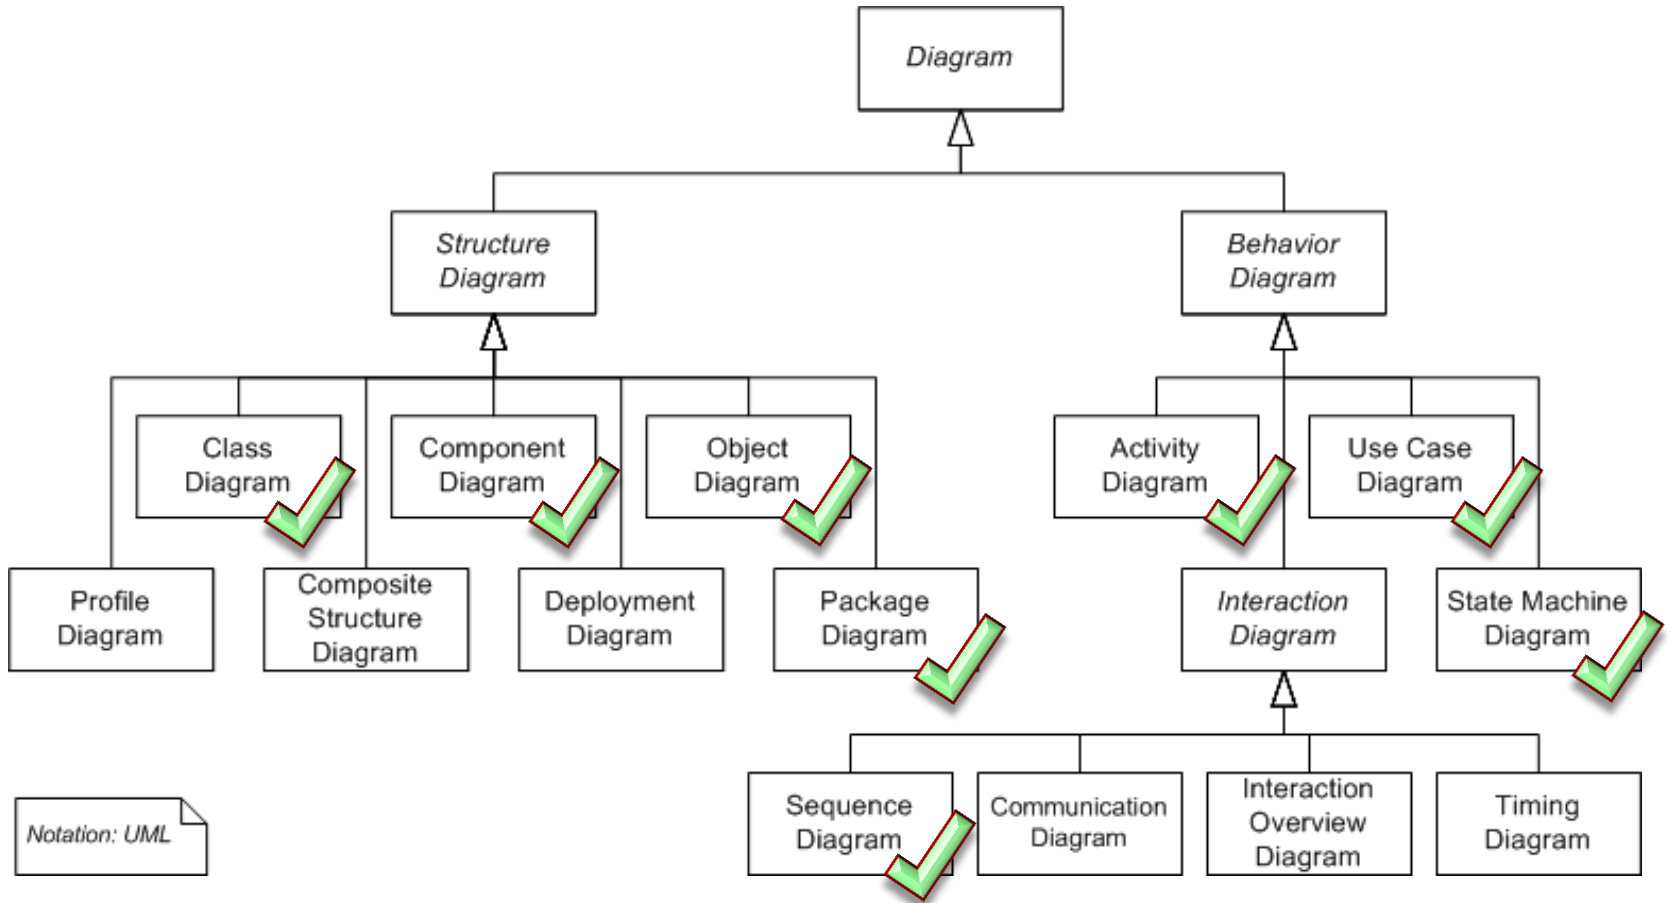 Diagram
Structure
Diagram
Behavior
Diagram
Class
Diagram
Component
Diagram
Object
Diagram
Activity
Diagram
Use Case
Diagram
Profile
Diagram
Composite
Structure
Diagram
Deployment
Diagram
Package
Diagram
Interaction
Diagram
State Machine
Diagram
Sequence
Diagram
Communication
Diagram
Interaction
Overview
Diagram
Timing
Diagram
Notation: UML